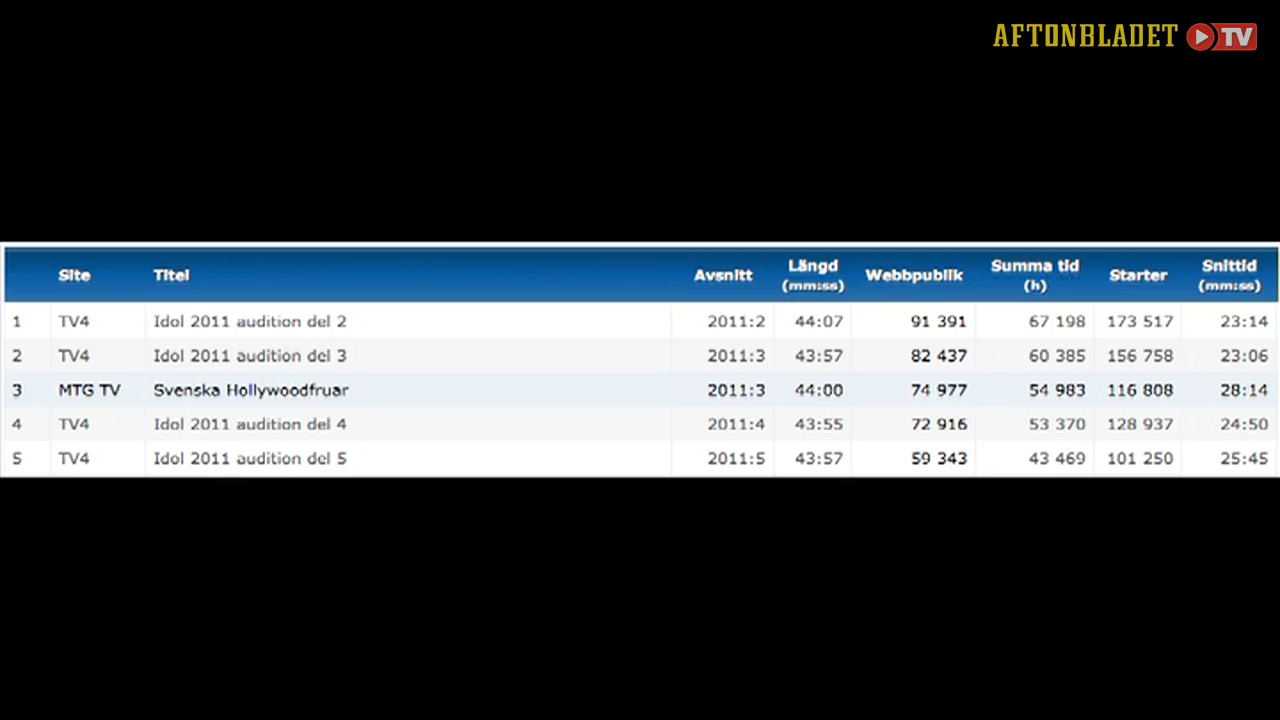 AFTONBLADET TV
Site Titel Avsnitt Längd (mm:ss) Webbpublik Summa tid (h) Starter Snittid (mm:ss)
1 TV4 Idol 2011 audition del 2 2011:2 44:07 91 391 67 198 173 517 23:14
2 TV4 Idol 2011 audition del 3 2011:3 43:57 82 437 60 385 156 758 23:06
3 MTG TV Svenska Hollywoodfruar 2011:3 44:00 74 977 54 983 116 808 28:14
4 TV4 Idol 2011 audition del 4 2011:4 43:55 72 916 53 370 128 937 24:50
5 TV4 Idol 2011 audition del 5 2011:5 43:57 59 343 43 469 101 250 25:45